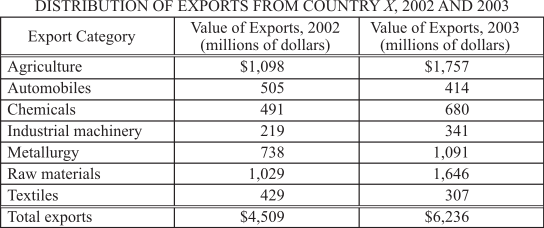 DISTRIBUTION OF EXPORTS FROM COUNTRY X, 2002 AND 2003
Export Category Value of Exports, 2002 (millions of dollars) Value of Exports, 2003 (millions of dollars)
Agriculture $1,098 $1,757
Automobiles 505 414
Chemicals 491 680
Industrial machinery 219 341
Metallurgy 738 1,091
Raw materials 1,029 1,646
Textiles 429 307
Total exports $4,509 $6,236